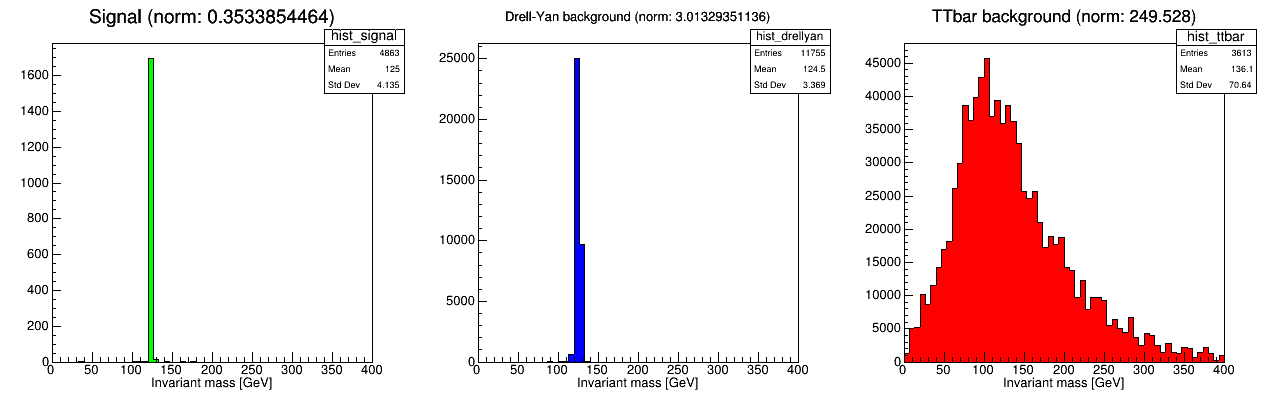 Signal (norm: 0.3533854464)
hist_signal
Entries 4863
Mean 125
Std Dev 4.135
1600
1400
1200
1000
800
600
400
200
0
0 50 100 150 200 250 300 350 400
Invariant mass [GeV]
Drell-Yan background (norm: 3.01329351136)
hist_drellyan
Entries 11755
Mean 124.5
Std Dev 3.369
25000
20000
15000
10000
5000
0
0 50 100 150 200 250 300 350 400
Invariant mass [GeV]
TTbar background (norm: 249.528)
hist_ttbar
Entries 3613
Mean 136.1
Std Dev 70.64
45000
40000
35000
30000
25000
20000
15000
10000
5000
0
0 50 100 150 200 250 300 350 400
Invariant mass [GeV]